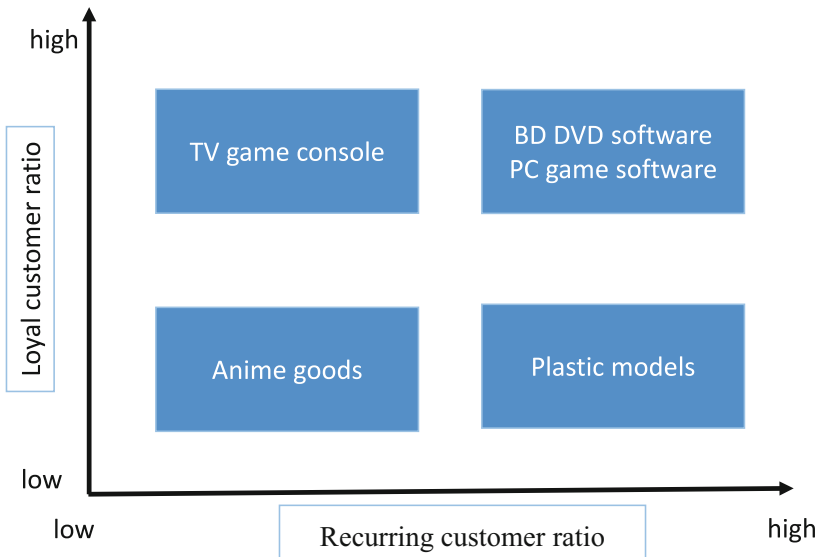 high
TV game console
BD DVD software
PC game software
Loyal customer ratio
Anime goods
Plastic models
low
low
Recurring customer ratio
high